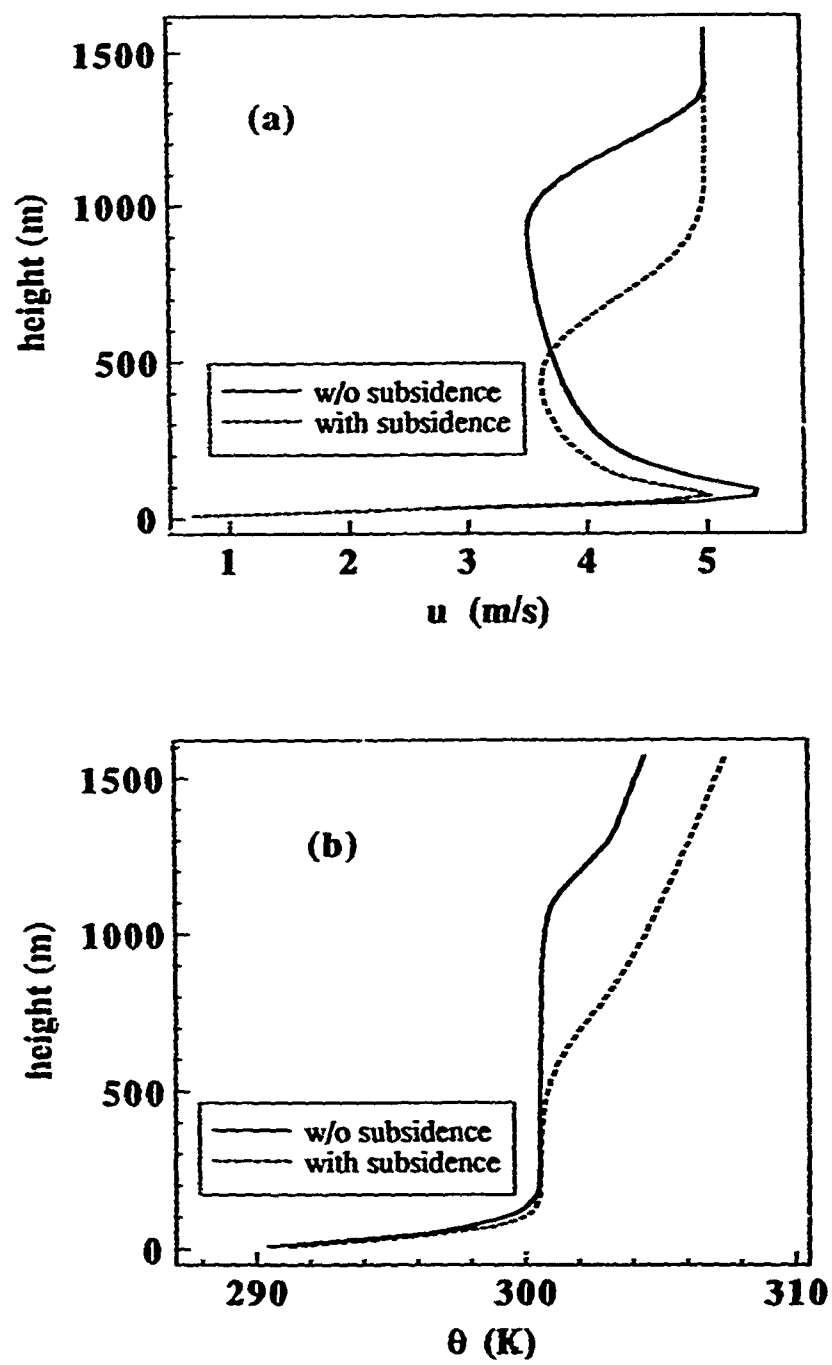 1500
(a)
1000
height (m)
500
w/o subsidence
with subsidence
0
1 2 3 4 5
u (m/s)
1500
(b)
1000
height (m)
500
w/o subsidence
with subsidence
0
290 300 310
θ (K)